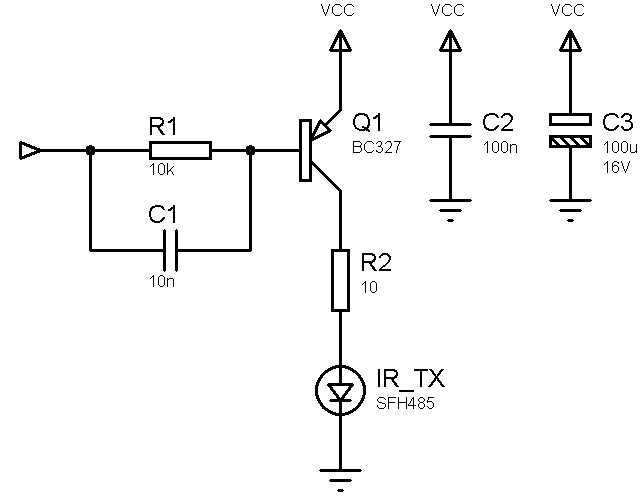 VCC
VCC
VCC
R1
10k
C1
10n
Q1
BC327
C2
100n
C3
100u
16V
R2
10
IR_TX
SFH485